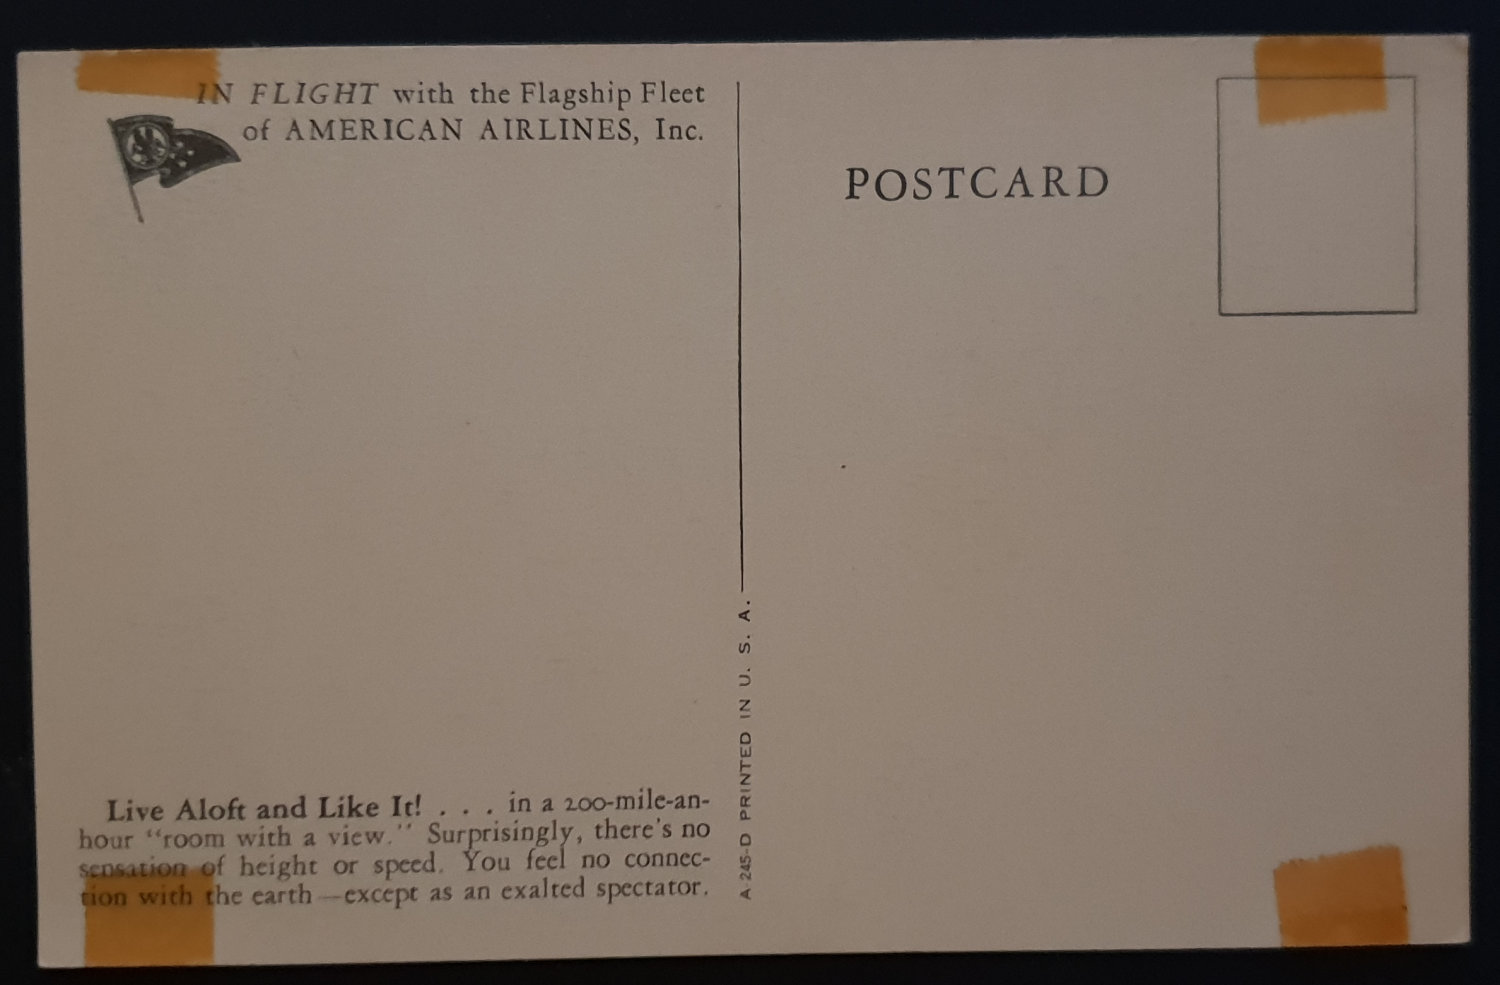 IN FLIGHT with the Flagship Fleet
of AMERICAN AIRLINES, Inc.
POSTCARD
Live Aloft and Like It! . . . in a 200-mile-an-
hour “room with a view.” Surprisingly, there's no
sensation of height or speed. You feel no connec-
tion with the earth—except as an exalted spectator.
A 245-D PRINTED IN U. S. A.